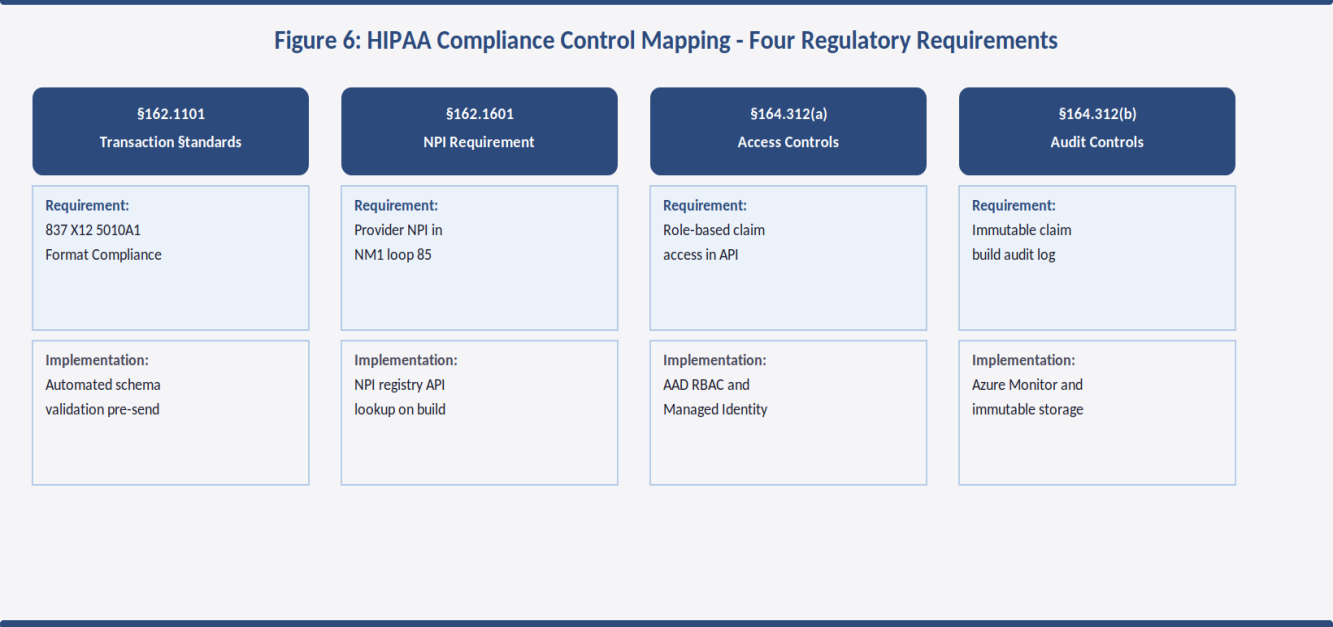 Figure 6: HIPAA Compliance Control Mapping - Four Regulatory Requirements
§162.1101
Transaction §tandards
Requirement:
837 X12 5010A1
Format Compliance
Implementation:
Automated schema
validation pre-send
§162.1601
NPI Requirement
Requirement:
Provider NPI in
NM1 loop 85
Implementation:
NPI registry API
lookup on build
§164.312(a)
Access Controls
Requirement:
Role-based claim
access in API
Implementation:
AAD RBAC and
Managed Identity
§164.312(b)
Audit Controls
Requirement:
Immutable claim
build audit log
Implementation:
Azure Monitor and
immutable storage